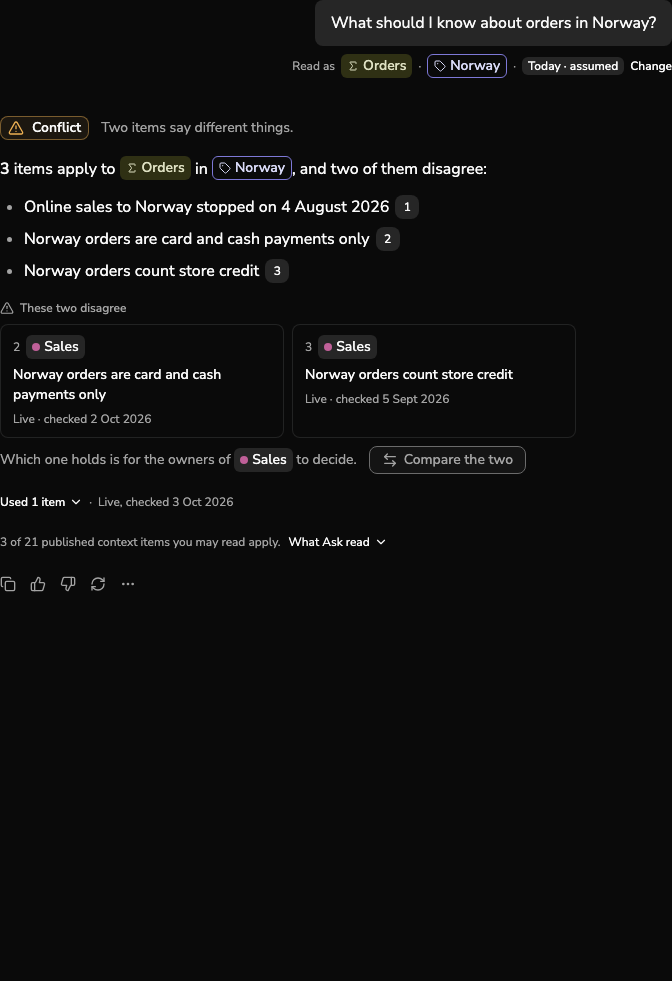 What should I know about orders in Norway?
Read as Σ Orders · Norway · Today · assumed Change
Conflict Two items say different things.
3 items apply to Σ Orders in Norway, and two of them disagree:
• Online sales to Norway stopped on 4 August 2026 1
• Norway orders are card and cash payments only 2
• Norway orders count store credit 3
These two disagree
2 Sales
Norway orders are card and cash
payments only
Live · checked 2 Oct 2026
3 Sales
Norway orders count store credit
Live · checked 5 Sept 2026
Which one holds is for the owners of Sales to decide. Compare the two
Used 1 item · Live, checked 3 Oct 2026
3 of 21 published context items you may read apply. What Ask read